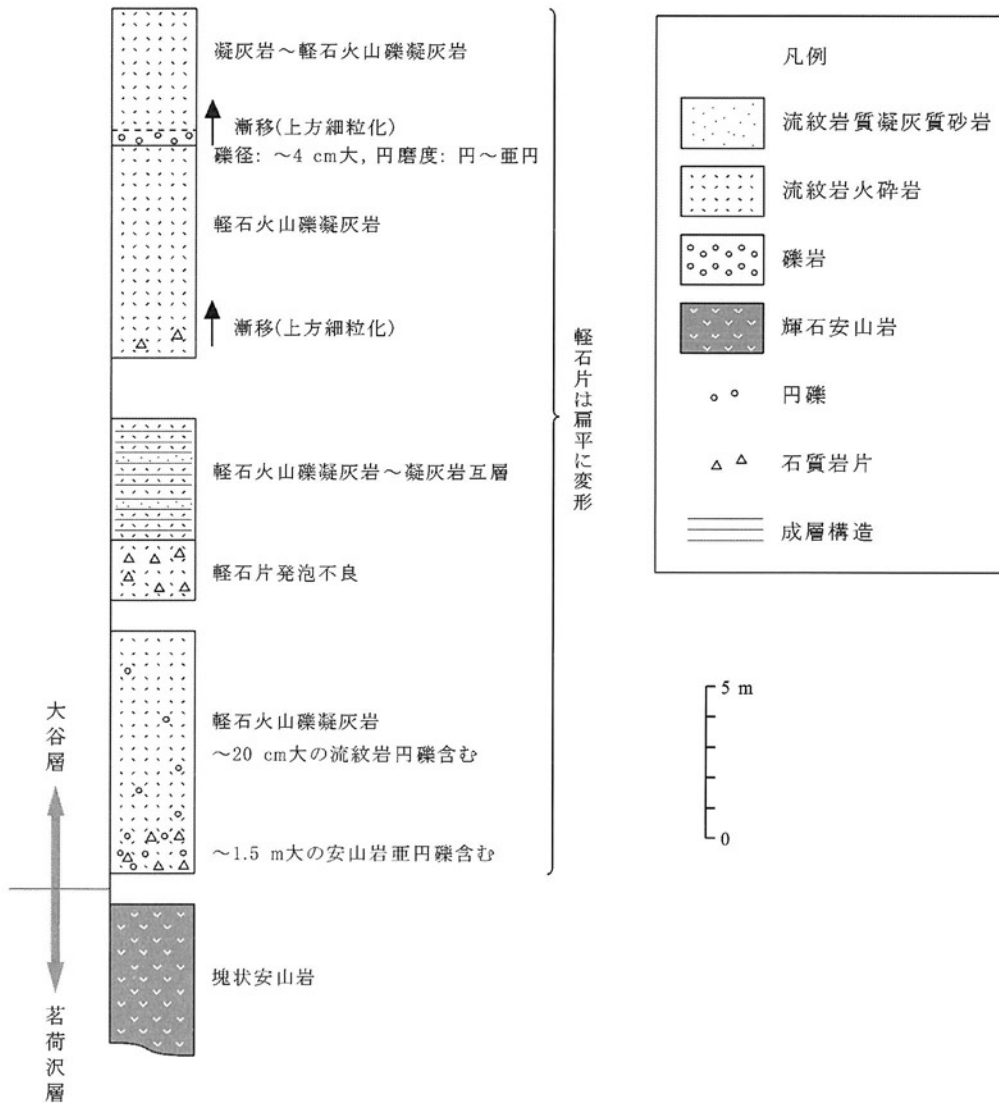 凝灰岩～軽石火山礫凝灰岩
漸移(上方細粒化)
礫径: ～4 cm大, 円磨度: 円～亜円
軽石火山礫凝灰岩
漸移(上方細粒化)
軽石火山礫凝灰岩～凝灰岩互層
軽石片発泡不良
軽石火山礫凝灰岩
～20 cm大の流紋岩円礫含む
～1.5 m大の安山岩亜円礫含む
塊状安山岩
軽石片は扁平に変形
大谷層
茗荷沢層
凡例
流紋岩質凝灰質砂岩
流紋岩火砕岩
礫岩
輝石安山岩
円礫
石質岩片
成層構造
5 m
0